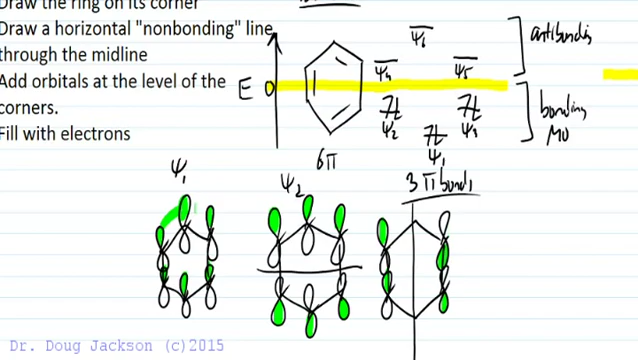 Draw the ring on its corner
Draw a horizontal "nonbonding" line
through the midline
Add orbitals at the level of the
corners.
Fill with electrons
E 0
Ψ6
Ψ4 Ψ5
Ψ2 Ψ3
Ψ1
antibonding
bonding
MO
6π
3 π bonds
Ψ1
Ψ2
Dr. Doug Jackson (c)2015